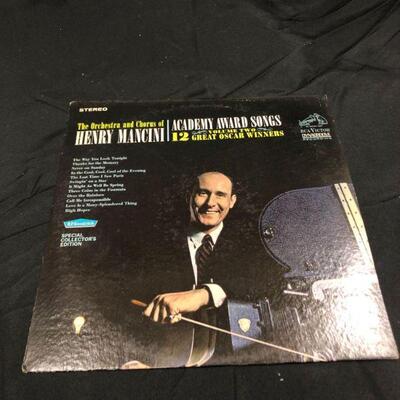 STEREO
The Orchestra and Chorus of
HENRY MANCINI
ACADEMY AWARD SONGS
VOLUME TWO
12 GREAT OSCAR WINNERS
RCA VICTOR
DYNAGROOVE
RECORDING
The Way You Look Tonight
Thanks for the Memory
Never on Sunday
In the Cool, Cool, Cool of the Evening
The Last Time I Saw Paris
Swingin' on a Star
It Might As Well Be Spring
Three Coins in the Fountain
Over the Rainbow
Call Me Irresponsible
Love Is a Many-Splendored Thing
High Hopes
B.F.Goodrich
SPECIAL
COLLECTOR'S
EDITION